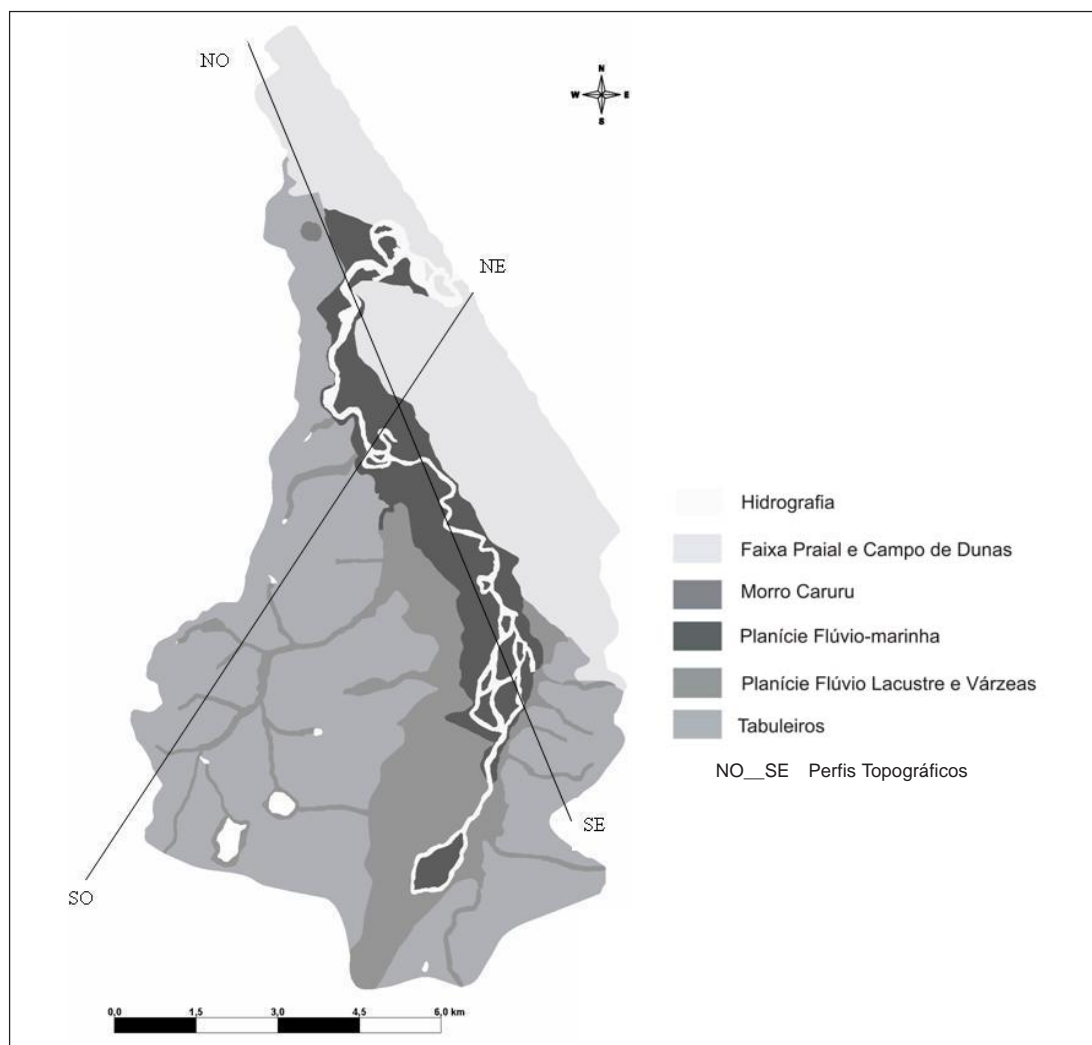 NO
N
W E
S
NE
Hidrografia
Faixa Praial e Campo de Dunas
Morro Caruru
Planície Flúvio-marinha
Planície Flúvio Lacustre e Várzeas
Tabuleiros
NO__SE Perfis Topográficos
SE
SO
0,0 1,5 3,0 4,5 6,0 km